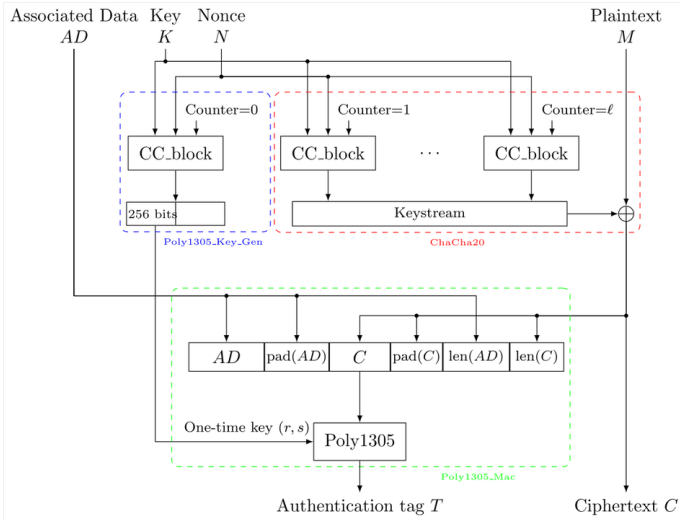 Associated Data Key Nonce Plaintext
AD K N M
Counter=0 Counter=1 Counter=ℓ
CC_block CC_block ... CC_block
256 bits Keystream
Poly1305_Key_Gen ChaCha20
AD pad(AD) C pad(C) len(AD) len(C)
One-time key (r, s)
Poly1305
Poly1305_Mac
Authentication tag T Ciphertext C